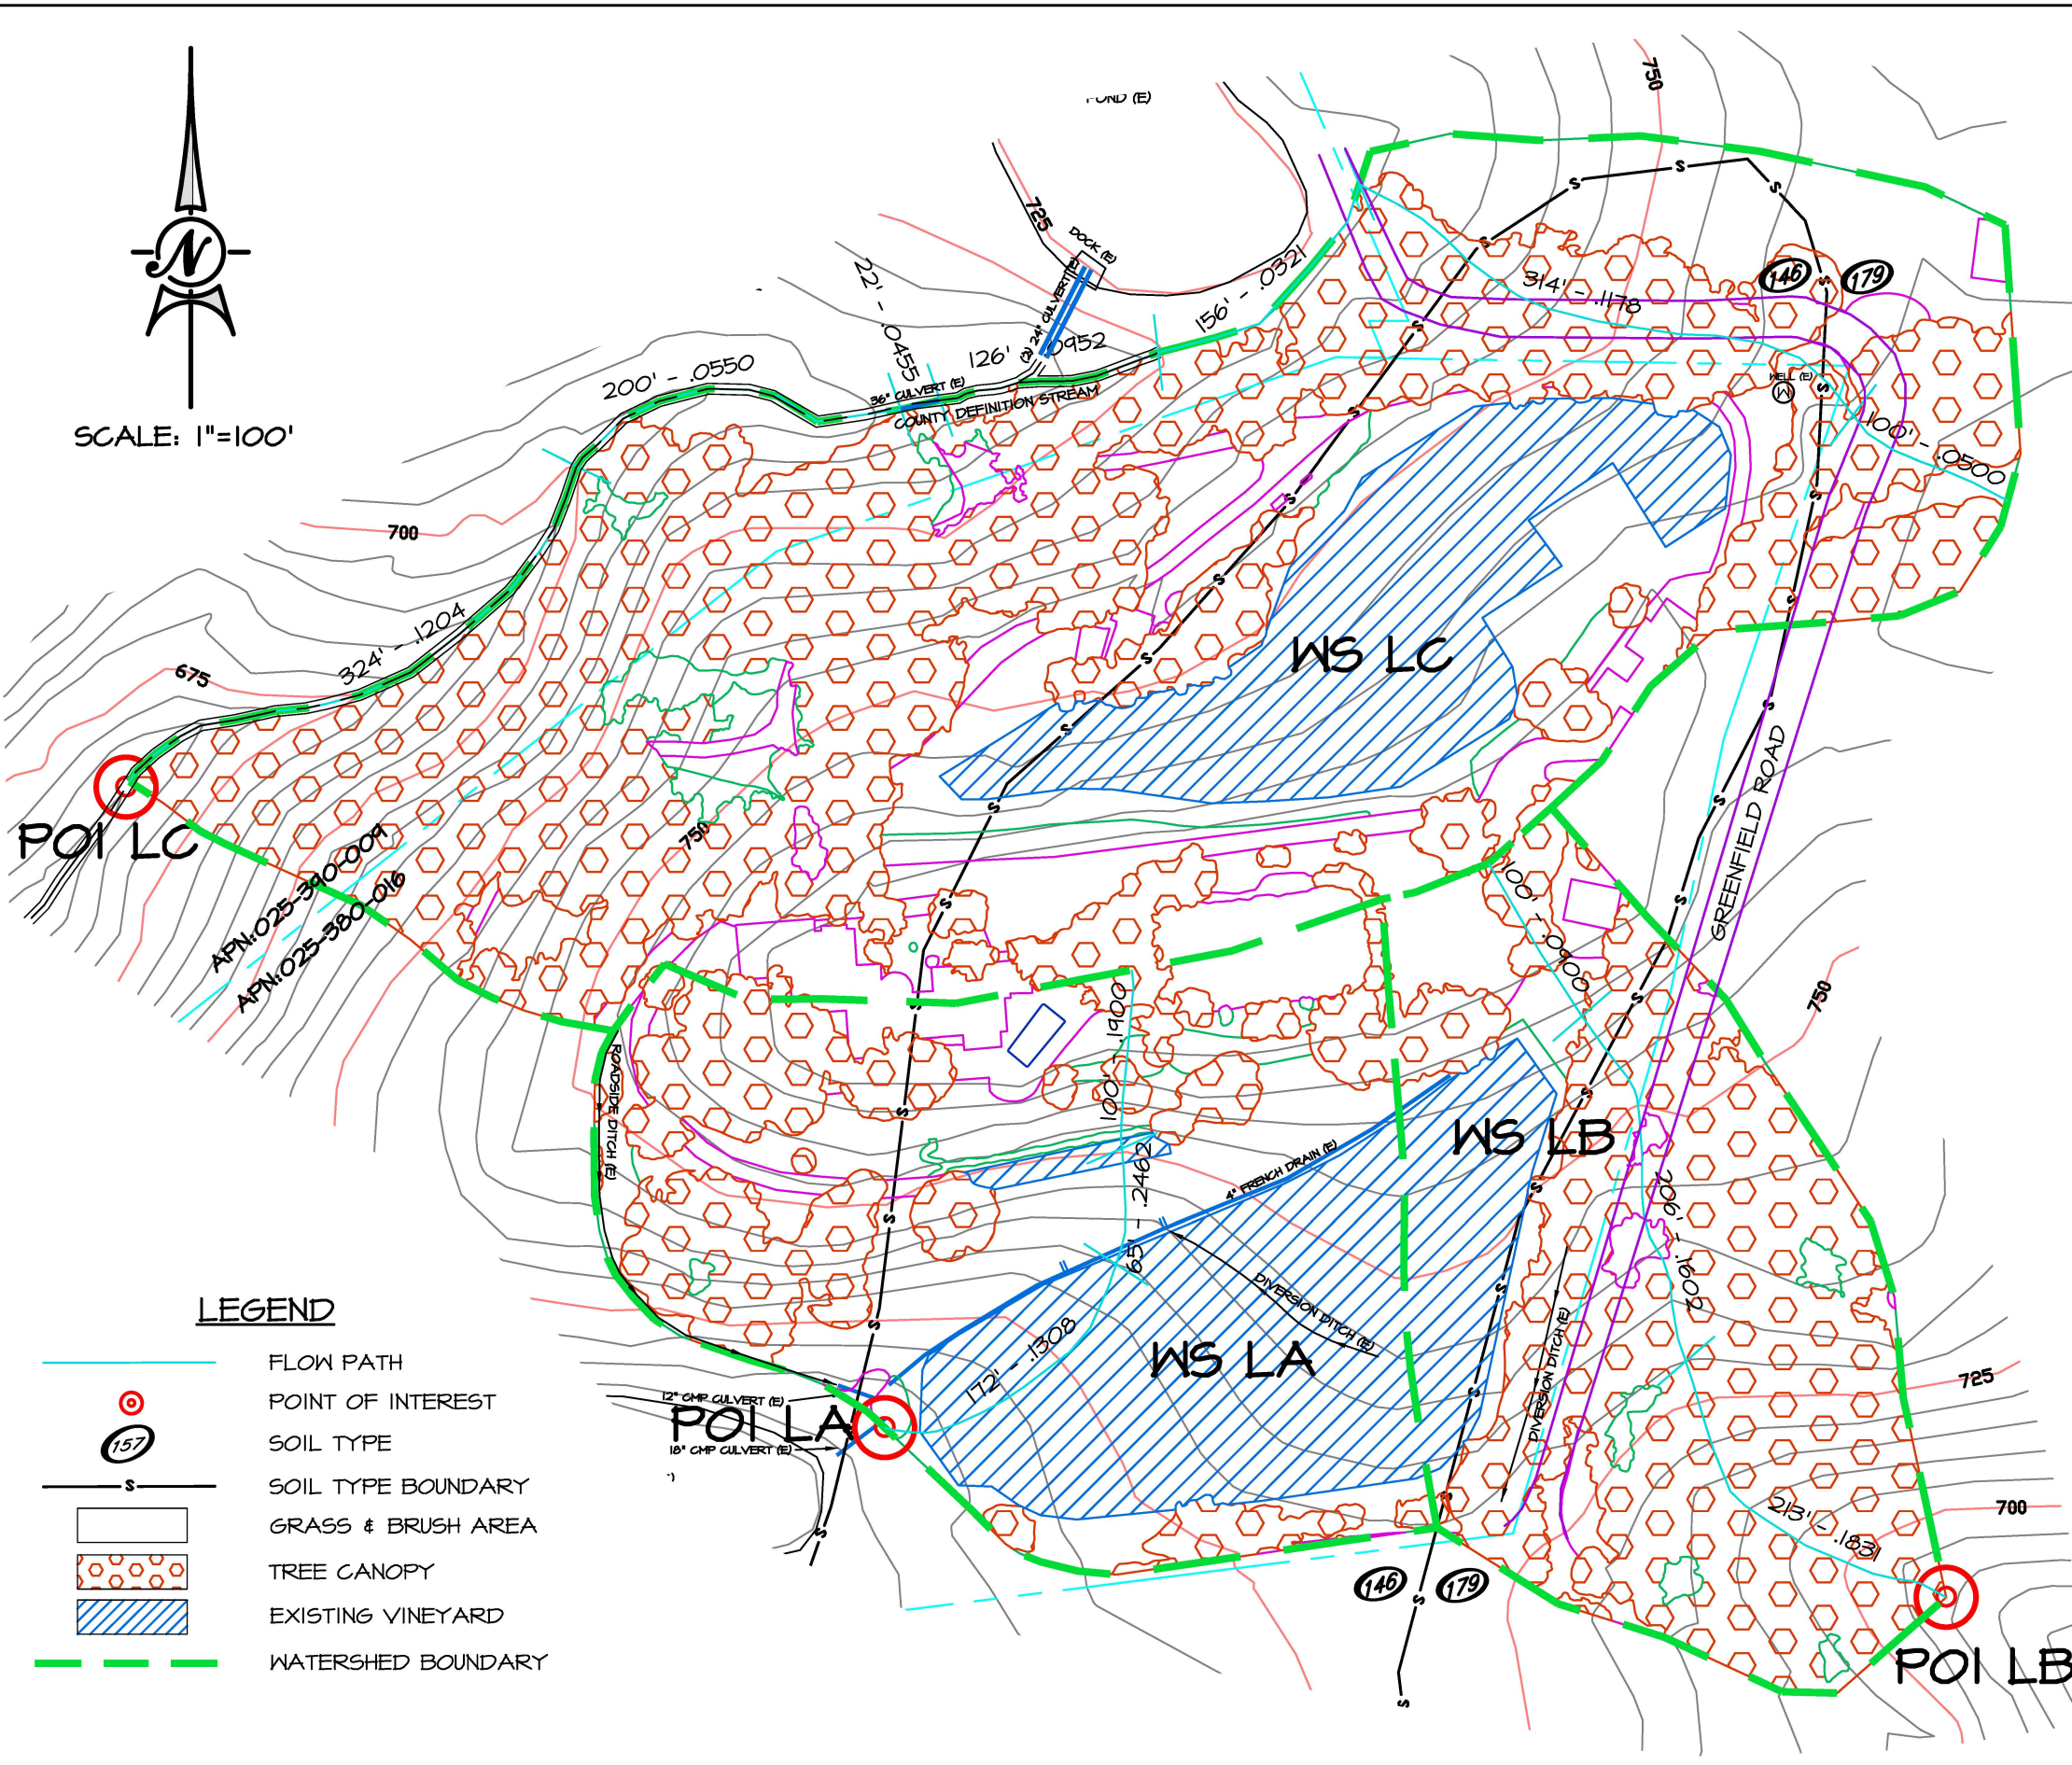 N
SCALE: 1"=100'
POND (E)
750
725
DOCK (E)
(2) 24" CULVERT (E)
22' - .0455
156' - .0321
126' - .0952
200' - .0550
36" CULVERT (E)
COUNTY DEFINITION STREAM
314' - .1178
146
179
WELL (E)
W
100' - .0500
700
324' - .1204
675
WS LC
POI LC
750
APN:025-390-009
APN:025-380-016
GREENFIELD ROAD
100' - .0900
750
100' - .1900
ROADSIDE DITCH (E)
WS LB
4" FRENCH DRAIN (E)
65' - .2462
306' - .1600
DIVERSION DITCH (E)
DIVERSION DITCH (E)
WS LA
172' - .1308
12" CMP CULVERT (E)
POI LA
18" CMP CULVERT (E)
725
700
213' - .1831
146
179
POI LB
LEGEND
FLOW PATH
POINT OF INTEREST
157
SOIL TYPE
S
SOIL TYPE BOUNDARY
GRASS & BRUSH AREA
TREE CANOPY
EXISTING VINEYARD
WATERSHED BOUNDARY